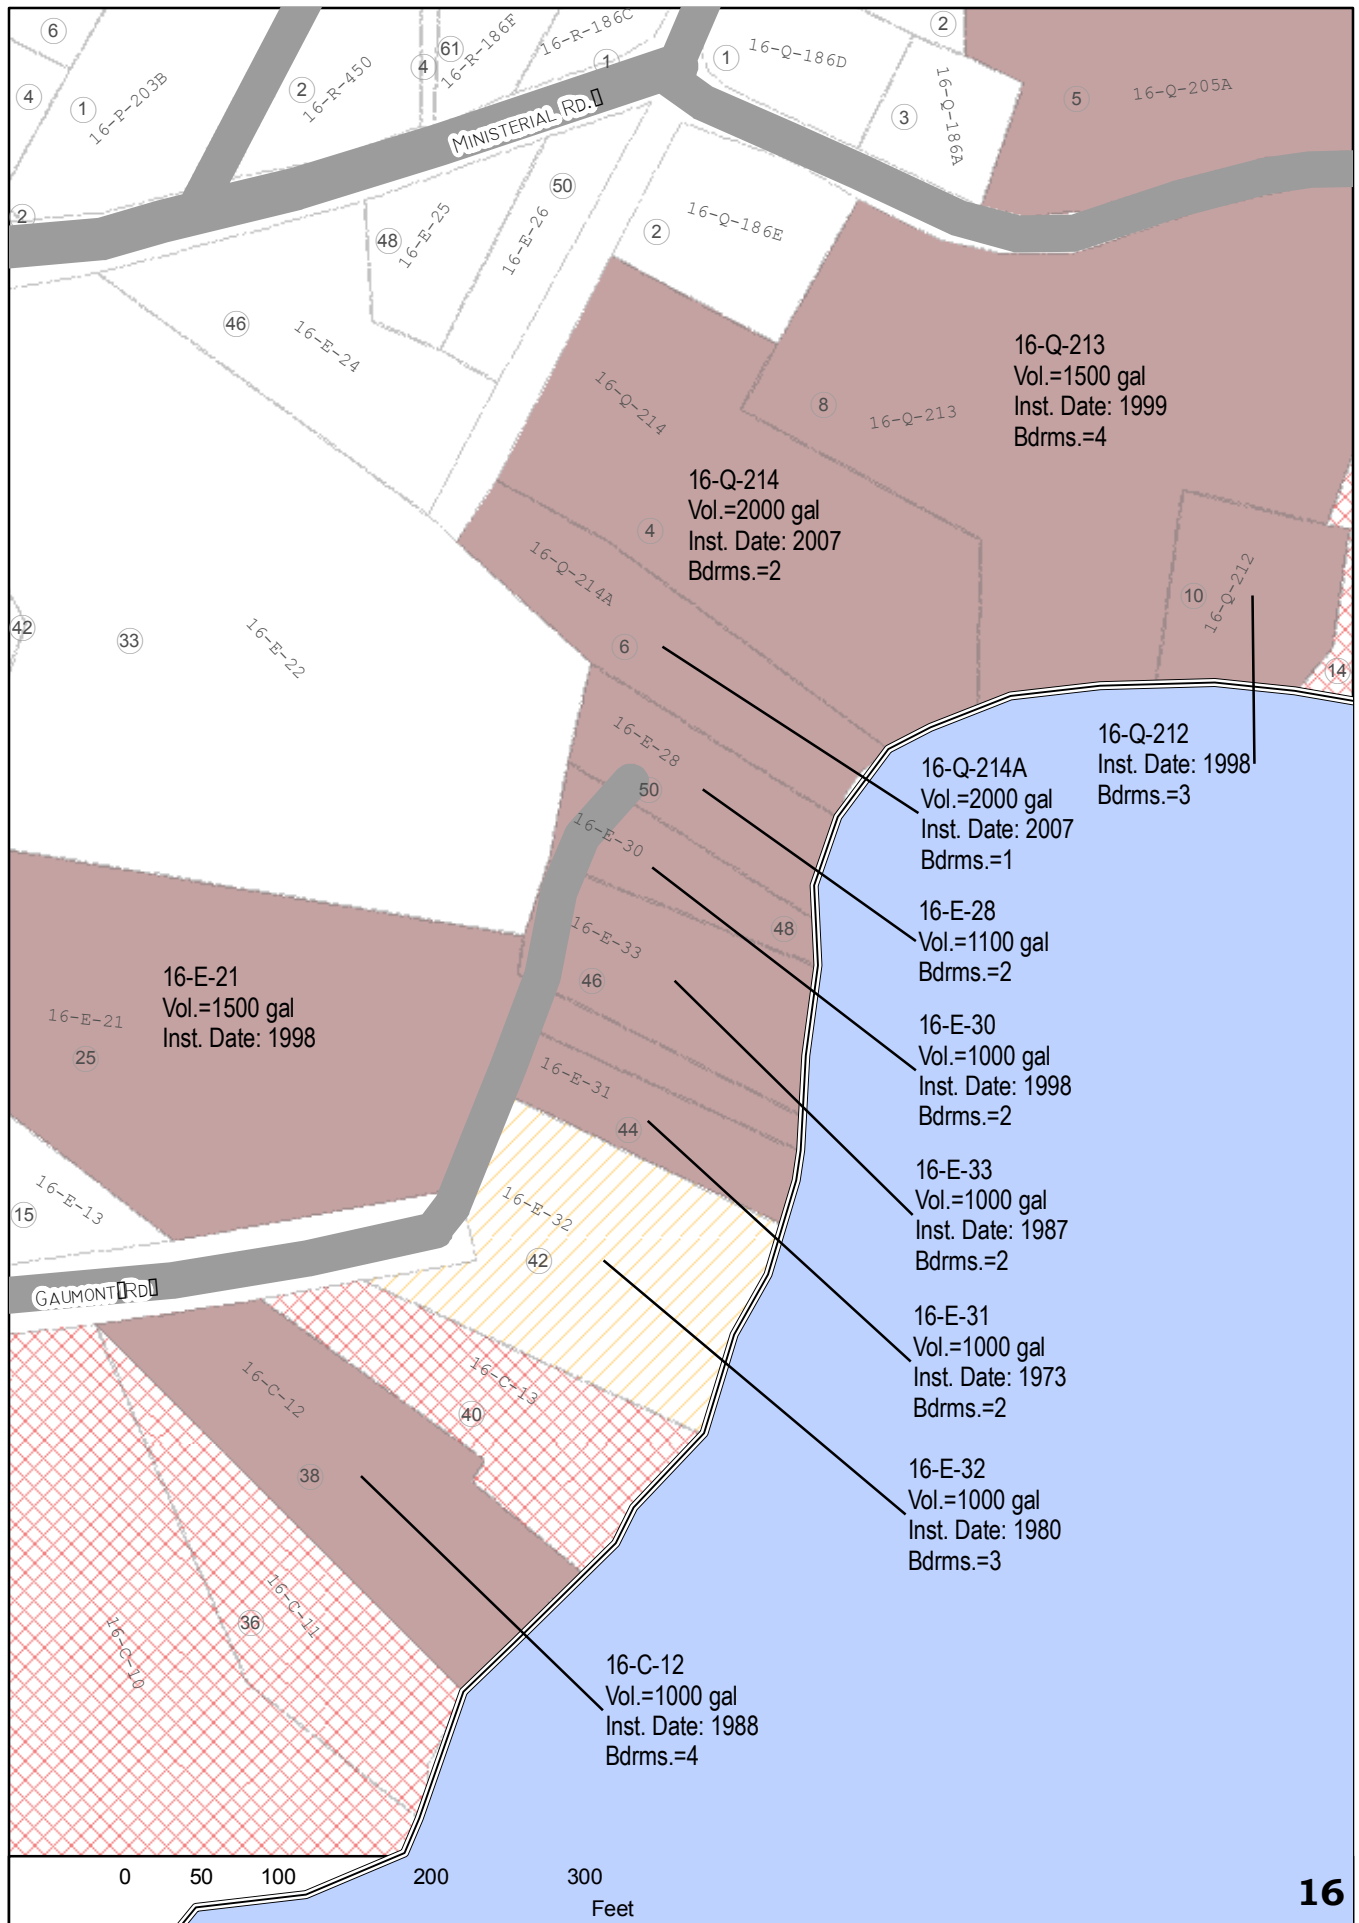 6
4
1
16-P-203B
2
2
16-R-450
4
61
16-R-186F
16-R-186C
1
MINISTERIAL RD.
1
16-Q-186D
2
3
16-Q-186A
5
16-Q-205A
48
16-E-25
50
16-E-26
2
16-Q-186E
46
16-E-24
16-Q-214
8
16-Q-213
16-Q-213
Vol.=1500 gal
Inst. Date: 1999
Bdrms.=4
16-Q-214
Vol.=2000 gal
Inst. Date: 2007
Bdrms.=2
4
16-Q-214A
6
10
16-Q-212
14
42
33
16-E-22
16-Q-212
Inst. Date: 1998
Bdrms.=3
16-Q-214A
Vol.=2000 gal
Inst. Date: 2007
Bdrms.=1
16-E-28
50
16-E-30
48
16-E-33
46
16-E-31
44
16-E-28
Vol.=1100 gal
Bdrms.=2
16-E-21
Vol.=1500 gal
Inst. Date: 1998
16-E-21
25
16-E-30
Vol.=1000 gal
Inst. Date: 1998
Bdrms.=2
16-E-33
Vol.=1000 gal
Inst. Date: 1987
Bdrms.=2
16-E-13
15
16-E-32
42
GAUMONT RD
16-E-31
Vol.=1000 gal
Inst. Date: 1973
Bdrms.=2
16-C-12
38
16-C-13
40
16-E-32
Vol.=1000 gal
Inst. Date: 1980
Bdrms.=3
16-C-11
36
16-C-10
16-C-12
Vol.=1000 gal
Inst. Date: 1988
Bdrms.=4
0 50 100 200 300
Feet
16